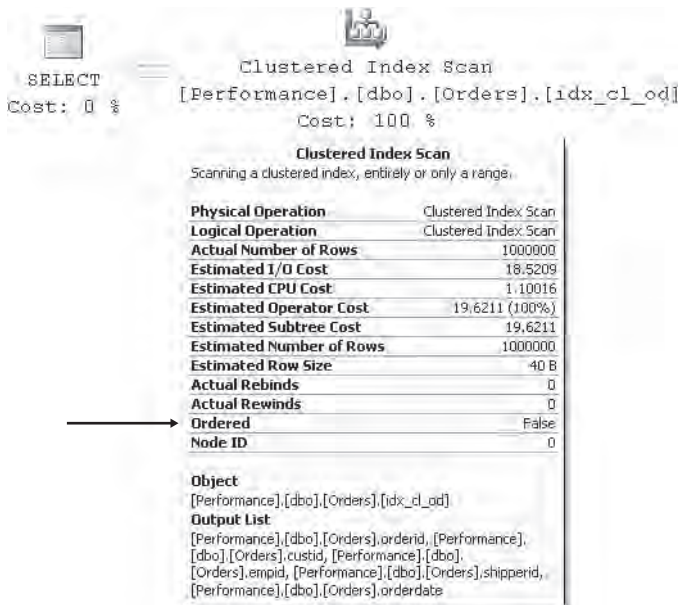 SELECT
Cost: 0 %
Clustered Index Scan
[Performance].[dbo].[Orders].[idx_cl_od]
Cost: 100 %
Clustered Index Scan
Scanning a clustered index, entirely or only a range.
Physical Operation Clustered Index Scan
Logical Operation Clustered Index Scan
Actual Number of Rows 1000000
Estimated I/O Cost 18.5209
Estimated CPU Cost 1.10016
Estimated Operator Cost 19.6211 (100%)
Estimated Subtree Cost 19.6211
Estimated Number of Rows 1000000
Estimated Row Size 40 B
Actual Rebinds 0
Actual Rewinds 0
Ordered False
Node ID 0
Object
[Performance].[dbo].[Orders].[idx_cl_od]
Output List
[Performance].[dbo].[Orders].orderid, [Performance].
[dbo].[Orders].custid, [Performance].[dbo].
[Orders].empid, [Performance].[dbo].[Orders].shipperid,
[Performance].[dbo].[Orders].orderdate